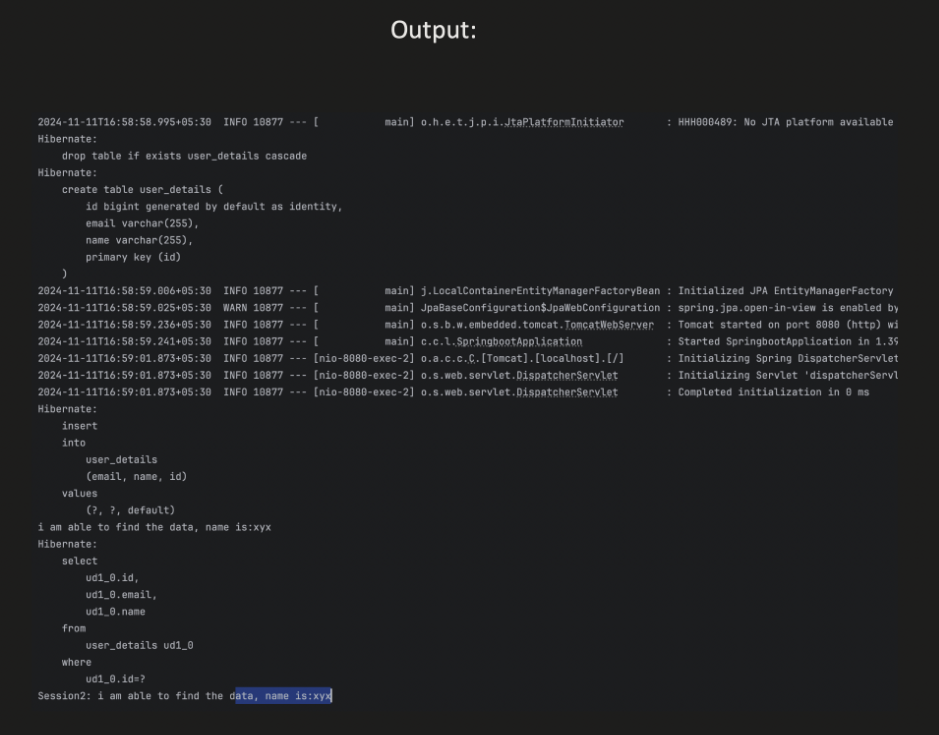 Output:
2024-11-11T16:58:58.995+05:30  INFO 10877 --- [           main] o.h.e.t.j.p.i.JtaPlatformInitiator       : HHH000489: No JTA platform available
Hibernate:
    drop table if exists user_details cascade
Hibernate:
    create table user_details (
        id bigint generated by default as identity,
        email varchar(255),
        name varchar(255),
        primary key (id)
    )
2024-11-11T16:58:59.006+05:30  INFO 10877 --- [           main] j.LocalContainerEntityManagerFactoryBean : Initialized JPA EntityManagerFactory
2024-11-11T16:58:59.025+05:30  WARN 10877 --- [           main] JpaBaseConfiguration$JpaWebConfiguration : spring.jpa.open-in-view is enabled by
2024-11-11T16:58:59.236+05:30  INFO 10877 --- [           main] o.s.b.w.embedded.tomcat.TomcatWebServer  : Tomcat started on port 8080 (http) wi
2024-11-11T16:58:59.241+05:30  INFO 10877 --- [           main] c.c.l.SpringbootApplication              : Started SpringbootApplication in 1.39
2024-11-11T16:59:01.873+05:30  INFO 10877 --- [nio-8080-exec-2] o.a.c.c.C.[Tomcat].[localhost].[/]       : Initializing Spring DispatcherServlet
2024-11-11T16:59:01.873+05:30  INFO 10877 --- [nio-8080-exec-2] o.s.web.servlet.DispatcherServlet        : Initializing Servlet 'dispatcherServl
2024-11-11T16:59:01.873+05:30  INFO 10877 --- [nio-8080-exec-2] o.s.web.servlet.DispatcherServlet        : Completed initialization in 0 ms
Hibernate:
    insert
    into
        user_details
        (email, name, id)
    values
        (?, ?, default)
i am able to find the data, name is:xyx
Hibernate:
    select
        ud1_0.id,
        ud1_0.email,
        ud1_0.name
    from
        user_details ud1_0
    where
        ud1_0.id=?
Session2: i am able to find the data, name is:xyx